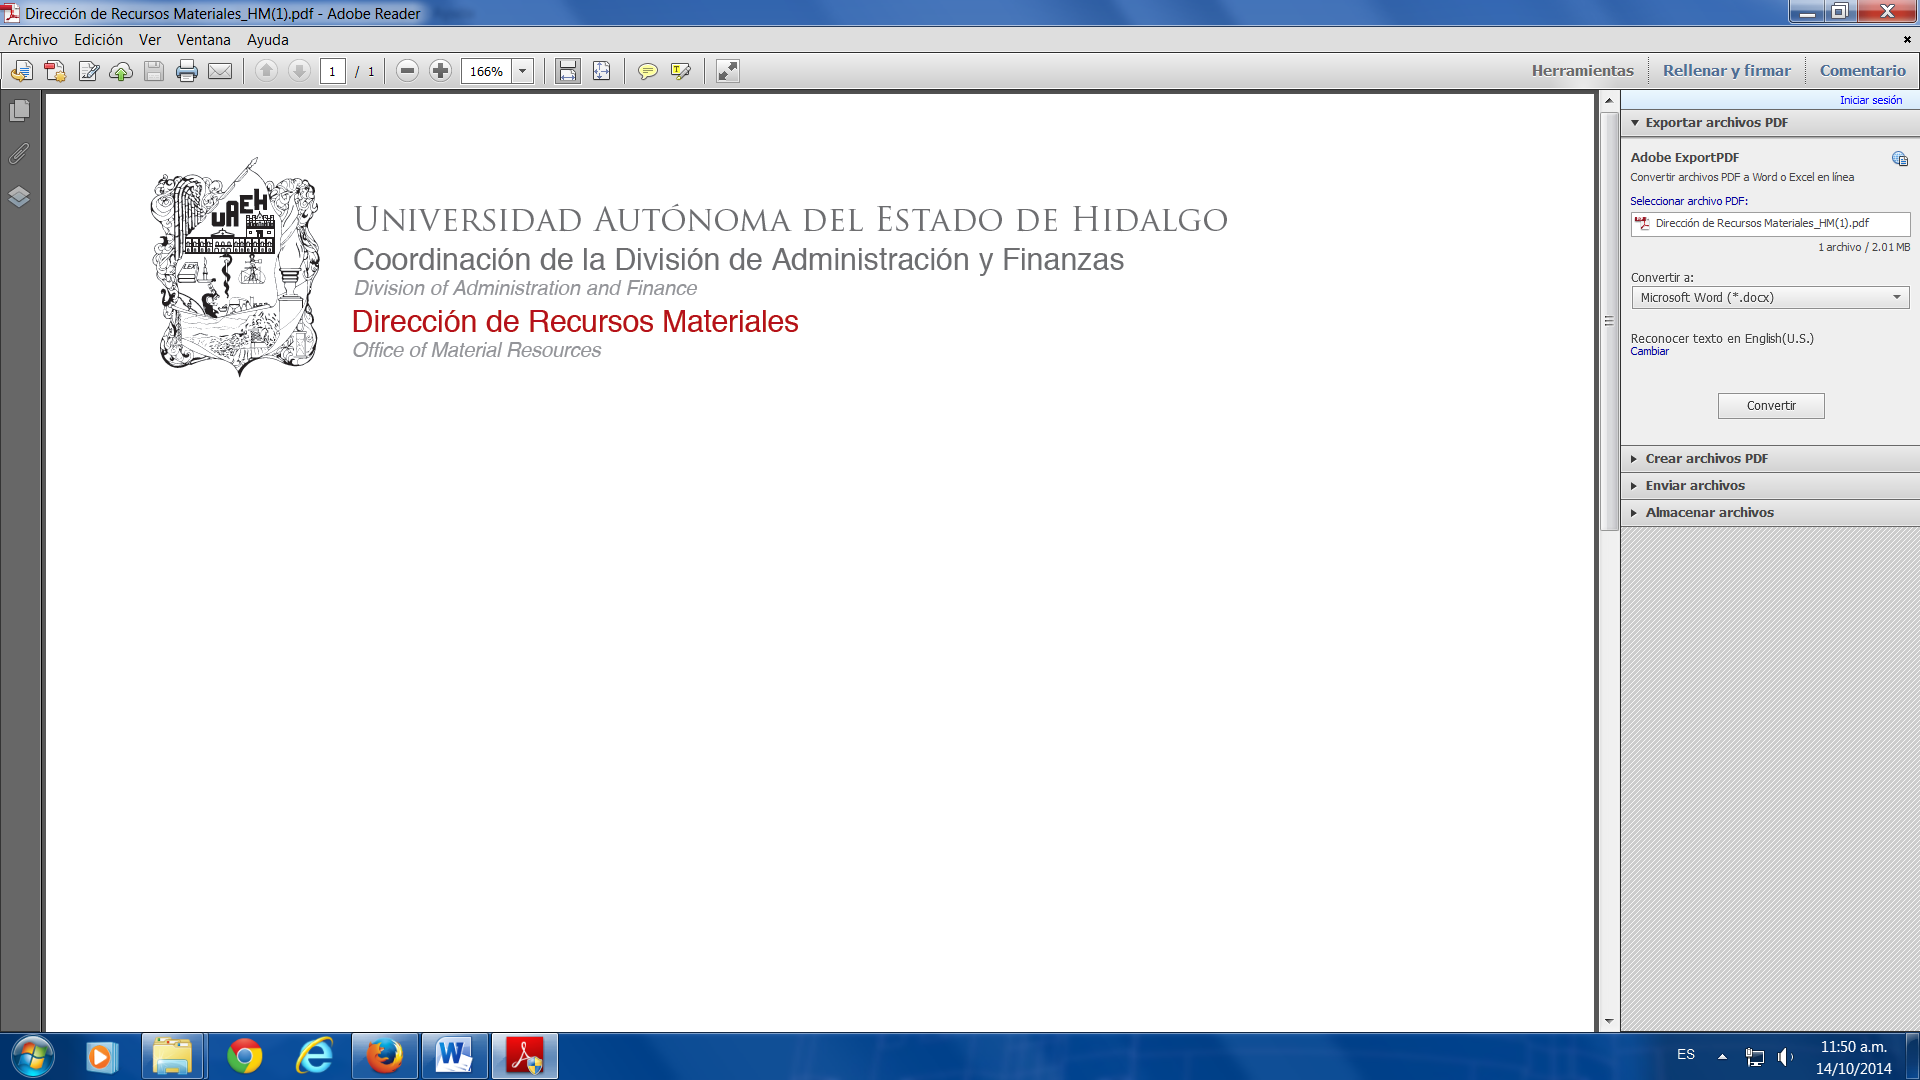 Dirección de Recursos Materiales_HM(1).pdf - Adobe Reader
Archivo Edición Ver Ventana Ayuda
1 / 1 166% Herramientas Rellenar y firmar Comentario
Iniciar sesión
Exportar archivos PDF
Adobe ExportPDF
Convertir archivos PDF a Word o Excel en línea
Seleccionar archivo PDF:
Dirección de Recursos Materiales_HM(1).pdf
1 archivo / 2.01 MB
Convertir a:
Microsoft Word (*.docx)
Reconocer texto en English(U.S.)
Cambiar
Convertir
Crear archivos PDF
Enviar archivos
Almacenar archivos
UAEH
LEX
Universidad Autónoma del Estado de Hidalgo
Coordinación de la División de Administración y Finanzas
Division of Administration and Finance
Dirección de Recursos Materiales
Office of Material Resources
ES
11:50 a.m.
14/10/2014